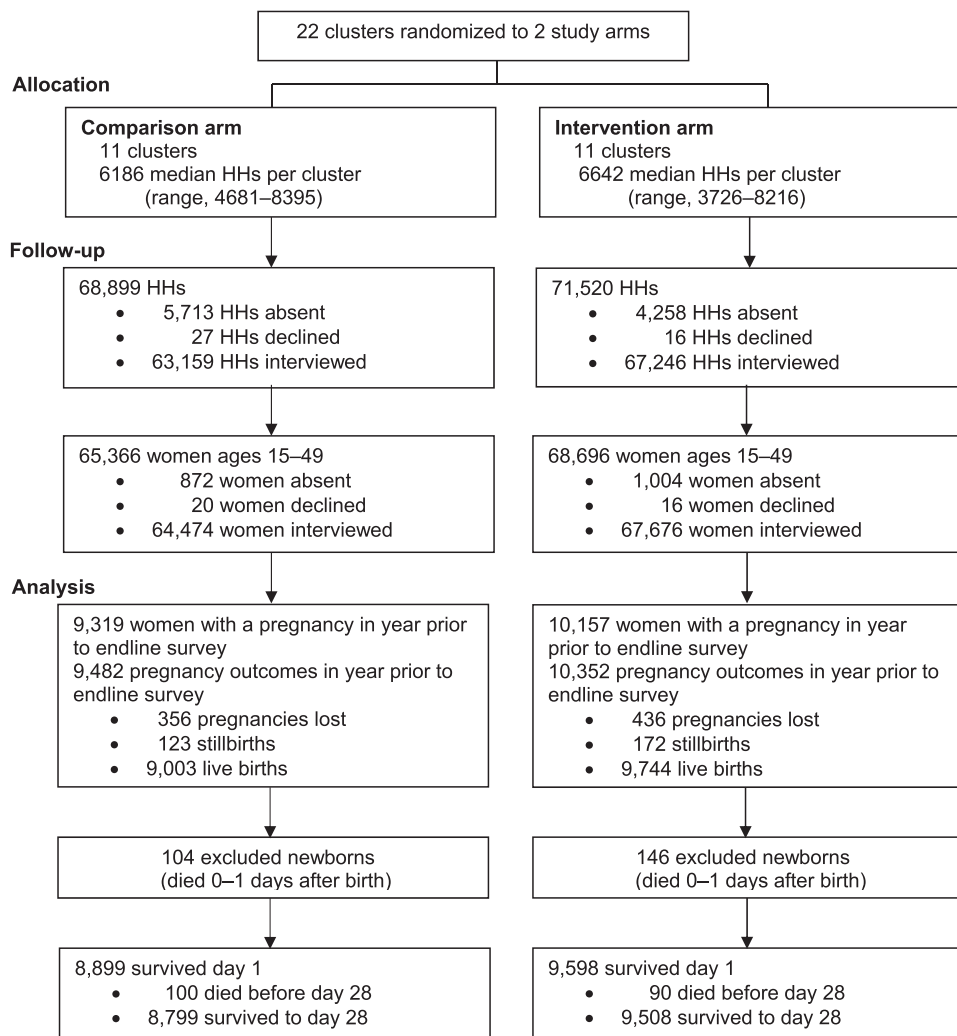 22 clusters randomized to 2 study arms
Allocation
Comparison arm
11 clusters
6186 median HHs per cluster
(range, 4681–8395)
Intervention arm
11 clusters
6642 median HHs per cluster
(range, 3726–8216)
Follow-up
68,899 HHs
• 5,713 HHs absent
• 27 HHs declined
• 63,159 HHs interviewed
71,520 HHs
• 4,258 HHs absent
• 16 HHs declined
• 67,246 HHs interviewed
65,366 women ages 15–49
• 872 women absent
• 20 women declined
• 64,474 women interviewed
68,696 women ages 15–49
• 1,004 women absent
• 16 women declined
• 67,676 women interviewed
Analysis
9,319 women with a pregnancy in year prior
to endline survey
9,482 pregnancy outcomes in year prior to
endline survey
• 356 pregnancies lost
• 123 stillbirths
• 9,003 live births
10,157 women with a pregnancy in year
prior to endline survey
10,352 pregnancy outcomes in year prior to
endline survey
• 436 pregnancies lost
• 172 stillbirths
• 9,744 live births
104 excluded newborns
(died 0–1 days after birth)
146 excluded newborns
(died 0–1 days after birth)
8,899 survived day 1
• 100 died before day 28
• 8,799 survived to day 28
9,598 survived day 1
• 90 died before day 28
• 9,508 survived to day 28